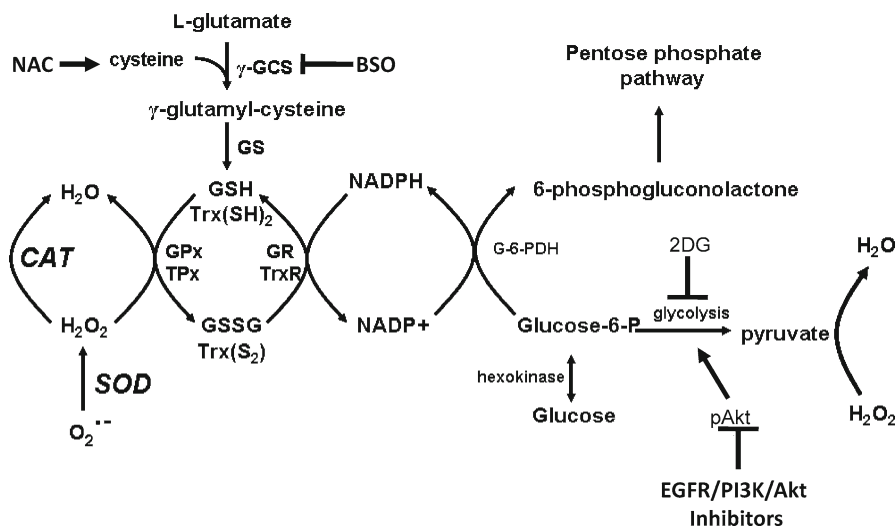 L-glutamate
NAC
cysteine
γ-GCS
BSO
γ-glutamyl-cysteine
GS
Pentose phosphate
pathway
H₂O
GSH
Trx(SH)₂
NADPH
6-phosphogluconolactone
CAT
GPx
TPx
GR
TrxR
G-6-PDH
2DG
H₂O
H₂O₂
GSSG
Trx(S₂)
NADP+
Glucose-6-P
glycolysis
pyruvate
SOD
hexokinase
O₂·-
Glucose
pAkt
H₂O₂
EGFR/PI3K/Akt
Inhibitors